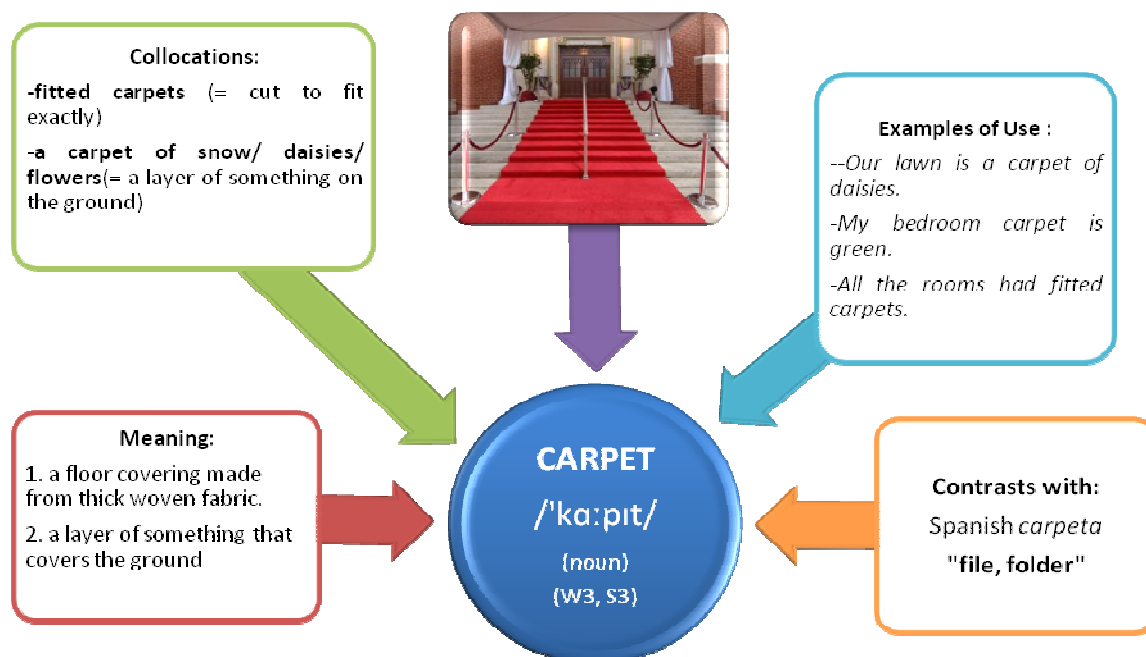 Collocations:
-fitted carpets (= cut to fit
exactly)
-a carpet of snow/ daisies/
flowers(= a layer of something on
the ground)
Examples of Use :
--Our lawn is a carpet of
daisies.
-My bedroom carpet is
green.
-All the rooms had fitted
carpets.
Meaning:
1. a floor covering made
from thick woven fabric.
2. a layer of something that
covers the ground
CARPET
/'kɑːpɪt/
(noun)
(W3, S3)
Contrasts with:
Spanish carpeta
"file, folder"